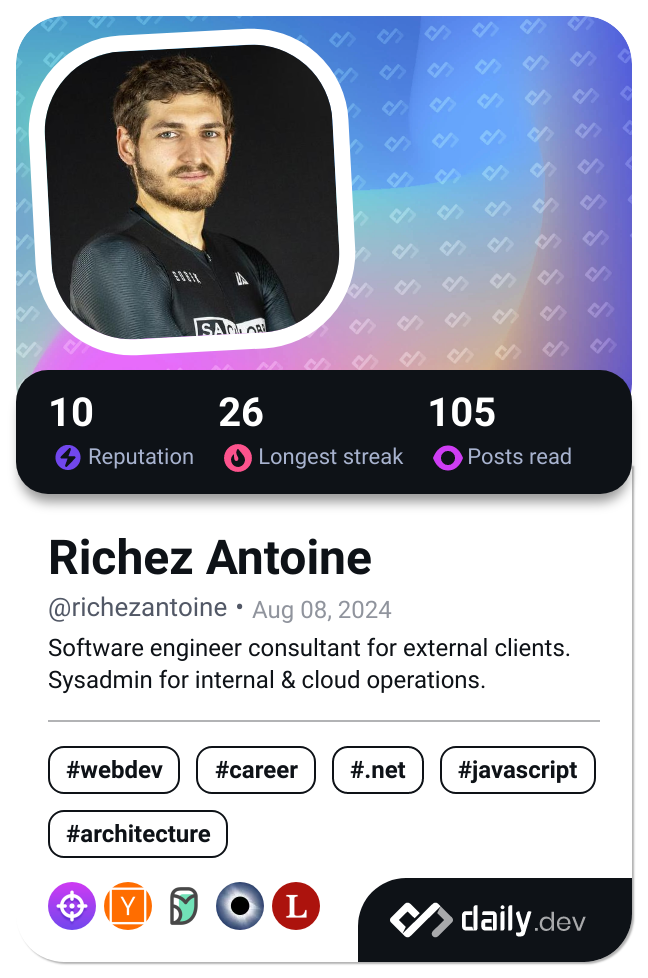 10 26 105
Reputation Longest streak Posts read
Richez Antoine
@richezantoine • Aug 08, 2024
Software engineer consultant for external clients.
Sysadmin for internal & cloud operations.
#webdev #career #.net #javascript
#architecture
Y L
daily.dev